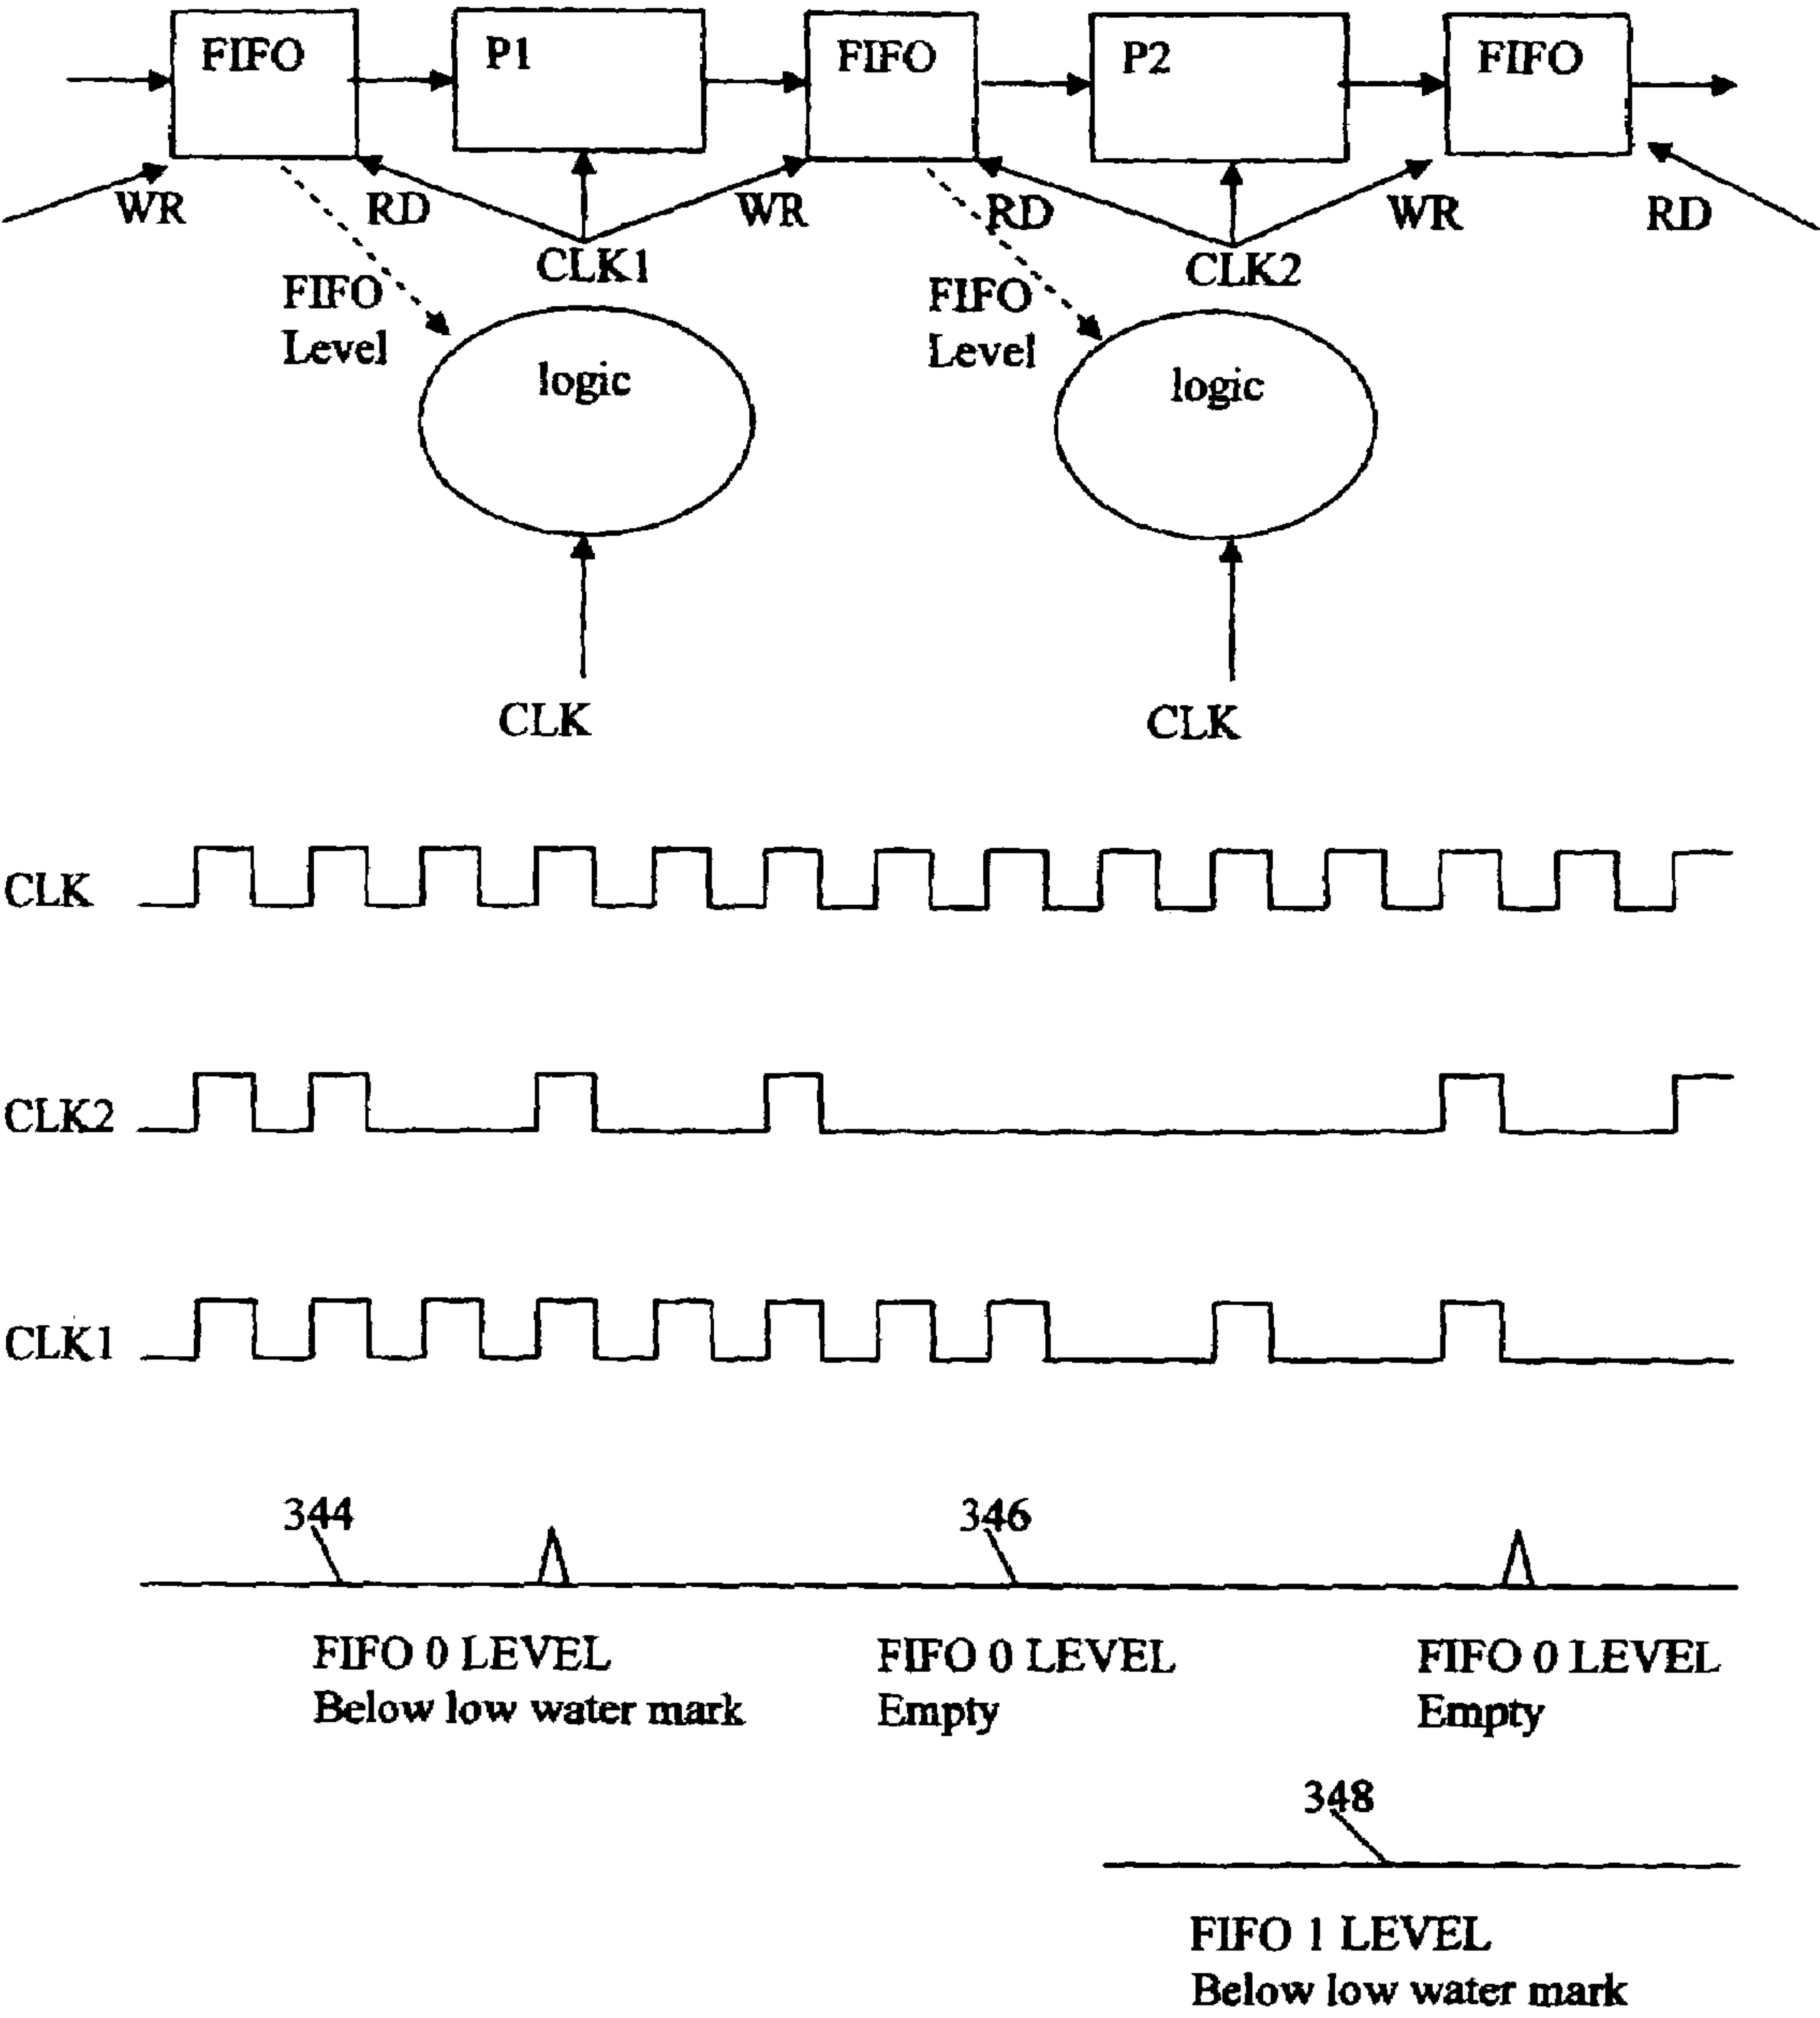 FIFO P1 FIFO P2 FIFO
WR RD WR RD WR RD
CLK1 CLK2
FIFO
Level
FIFO
Level
logic logic
CLK CLK
CLK
CLK2
CLK1
344 346
FIFO 0 LEVEL
Below low water mark
FIFO 0 LEVEL
Empty
FIFO 0 LEVEL
Empty
348
FIFO 1 LEVEL
Below low water mark